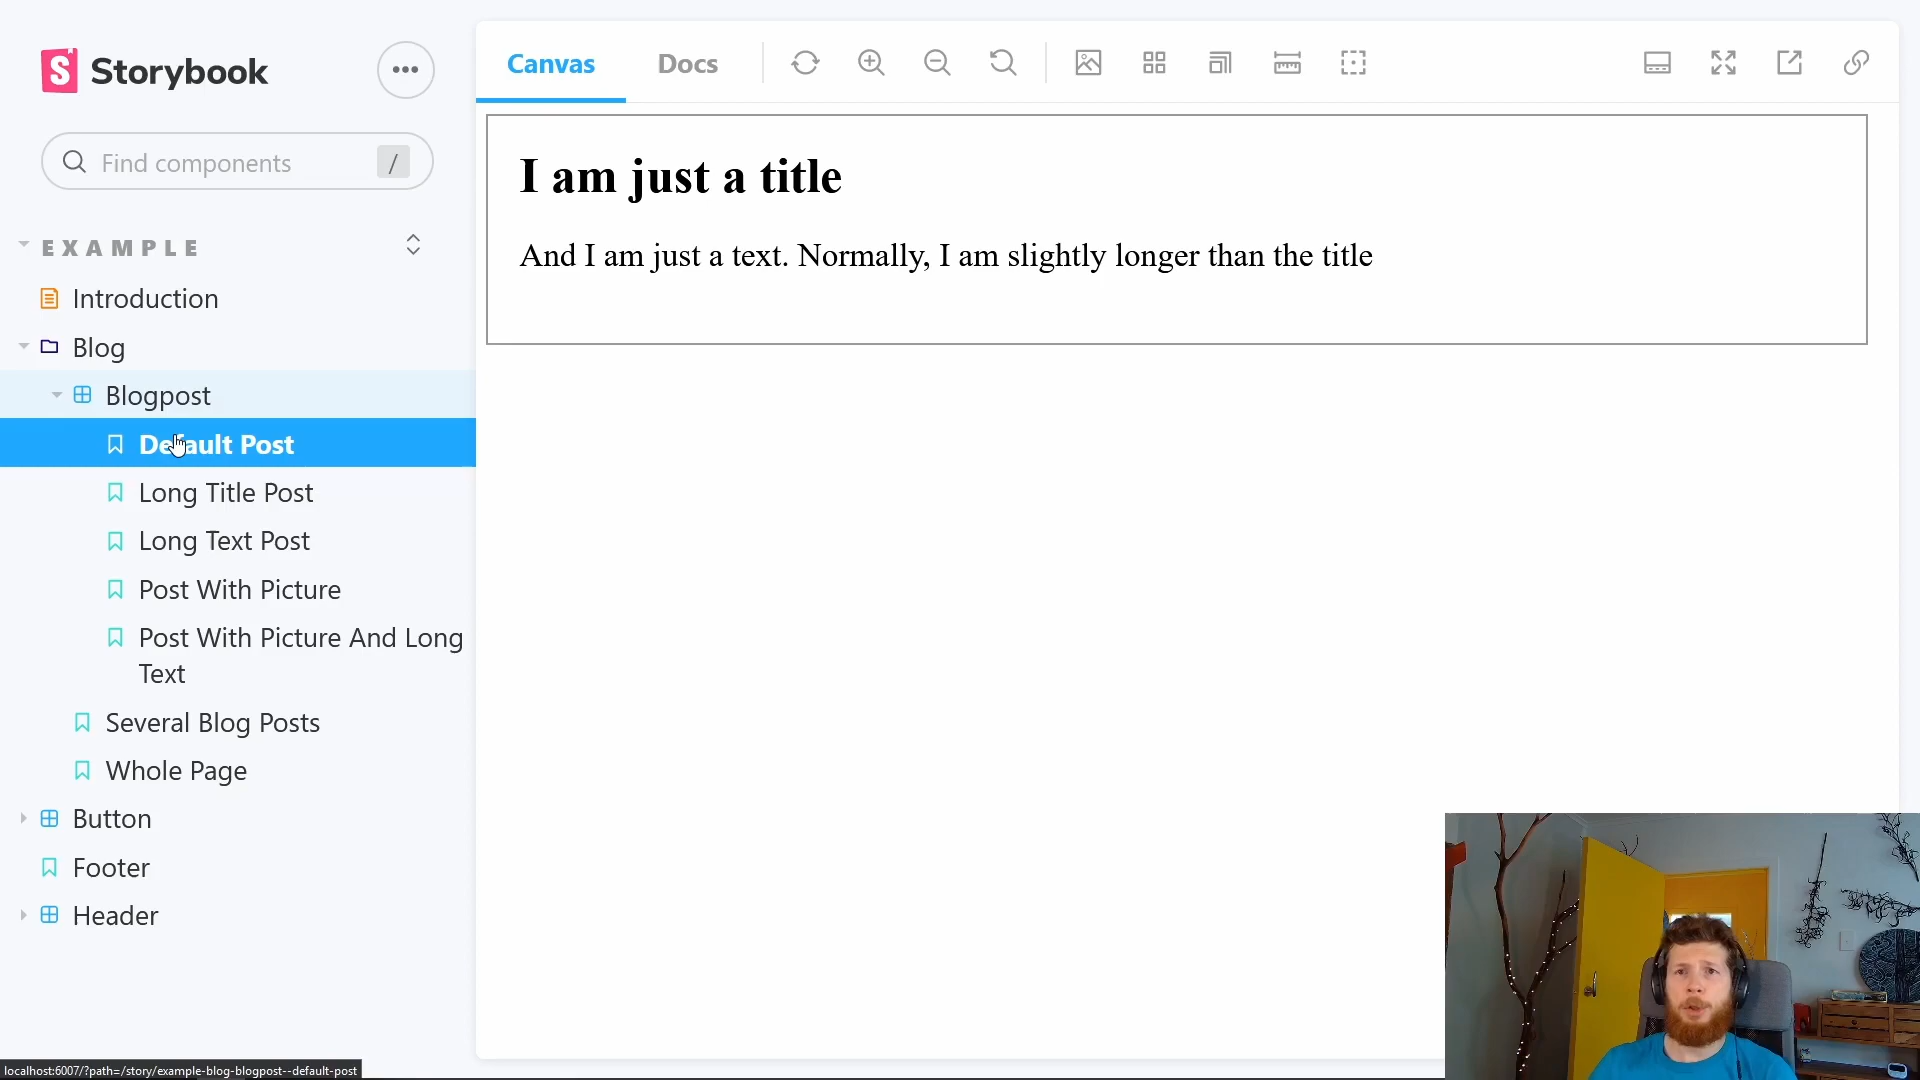 Storybook
Find components
/
EXAMPLE
Introduction
Blog
Blogpost
Default Post
Long Title Post
Long Text Post
Post With Picture
Post With Picture And Long
Text
Several Blog Posts
Whole Page
Button
Footer
Header
Canvas
Docs
I am just a title
And I am just a text. Normally, I am slightly longer than the title
localhost:6007/?path=/story/example-blog-blogpost--default-post